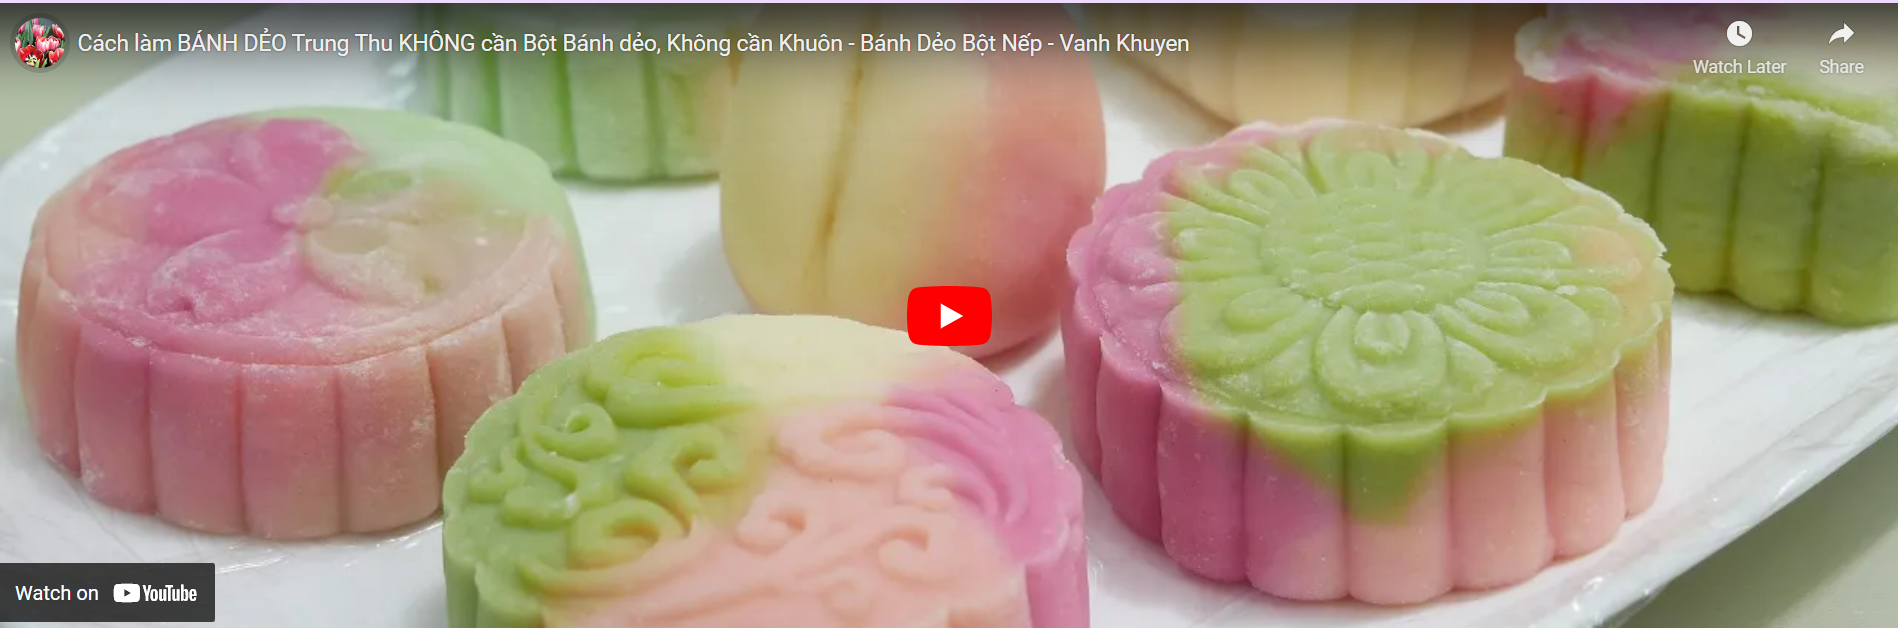 Cách làm BÁNH DẺO Trung Thu KHÔNG cần Bột Bánh dẻo, Không cần Khuôn - Bánh Dẻo Bột Nếp - Vanh Khuyen
Watch Later
Share
Watch on YouTube